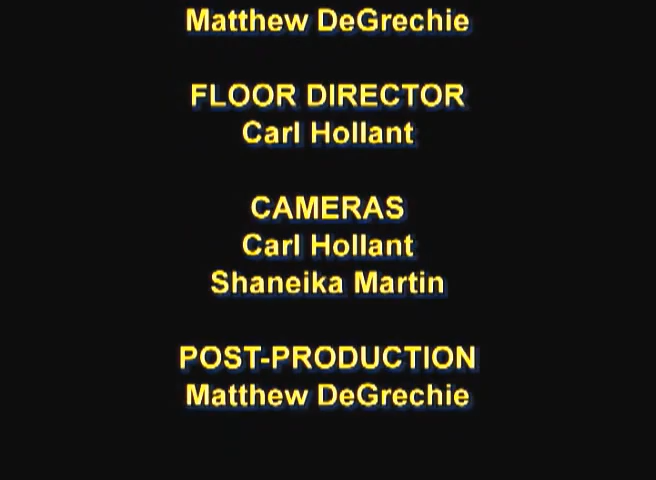 Matthew DeGrechie
FLOOR DIRECTOR
Carl Hollant
CAMERAS
Carl Hollant
Shaneika Martin
POST-PRODUCTION
Matthew DeGrechie